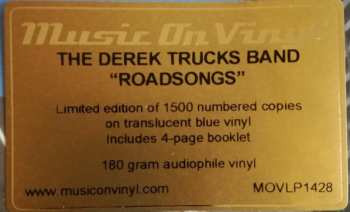 Music On Vinyl
THE DEREK TRUCKS BAND
"ROADSONGS"
Limited edition of 1500 numbered copies
on translucent blue vinyl
Includes 4-page booklet
180 gram audiophile vinyl
www.musiconvinyl.com MOVLP1428